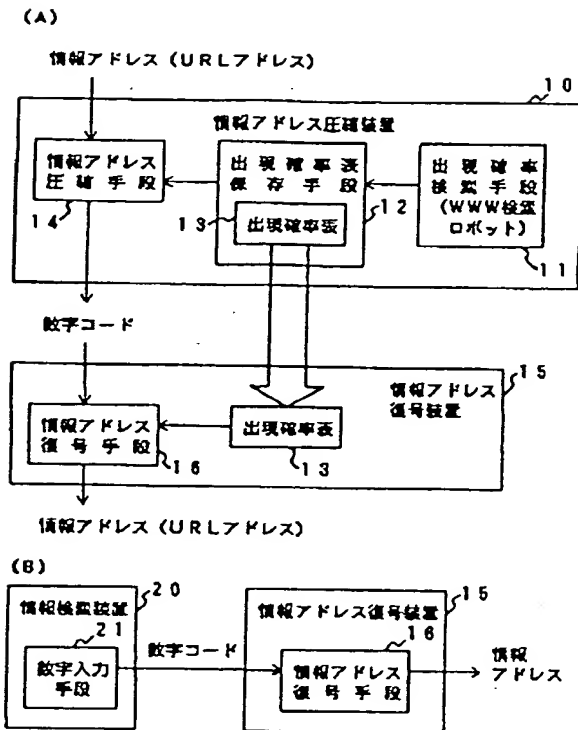 (A)
情報アドレス(URLアドレス)
10
情報アドレス圧縮装置
情報アドレス
圧縮手段
14
出現確率表
保存手段
13
出現確率表
12
出現確率
検索手段
(WWW検索
ロボット)
11
数字コード
15
情報アドレス
復号装置
情報アドレス
復号手段
16
出現確率表
13
情報アドレス(URLアドレス)
(B)
20
情報検索装置
21
数字入力
手段
数字コード
15
情報アドレス復号装置
16
情報アドレス
復号手段
情報
アドレス